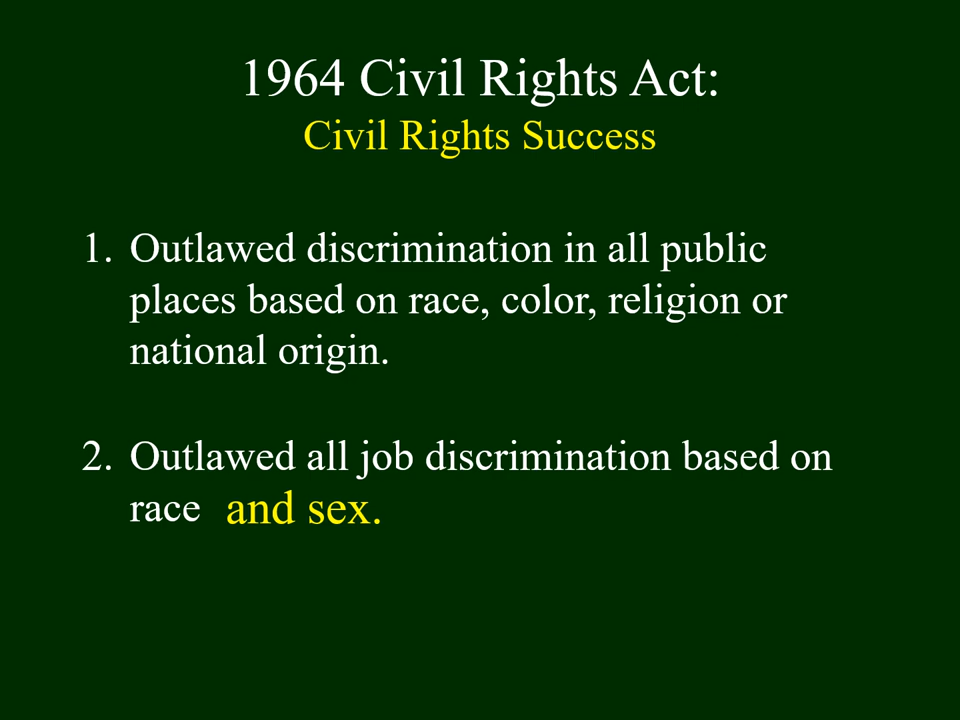 1964 Civil Rights Act:
Civil Rights Success
1. Outlawed discrimination in all public
places based on race, color, religion or
national origin.
2. Outlawed all job discrimination based on
race and sex.